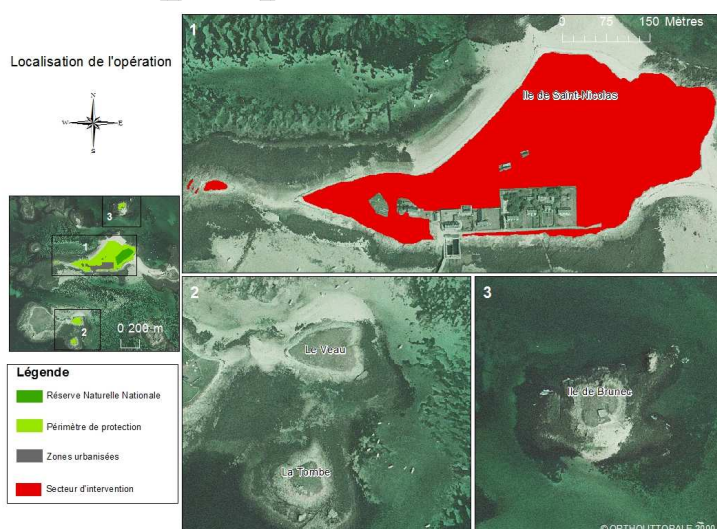 Localisation de l'opération
N
W
E
S
3
1
2
0 200 m
Légende
Réserve Naturelle Nationale
Périmètre de protection
Zones urbanisées
Secteur d'intervention
1
0 75 150 Mètres
Ile de Saint-Nicolas
2
Le Veau
La Tombe
3
Ile de Brunec
© ORTHOLITTORALE 2000